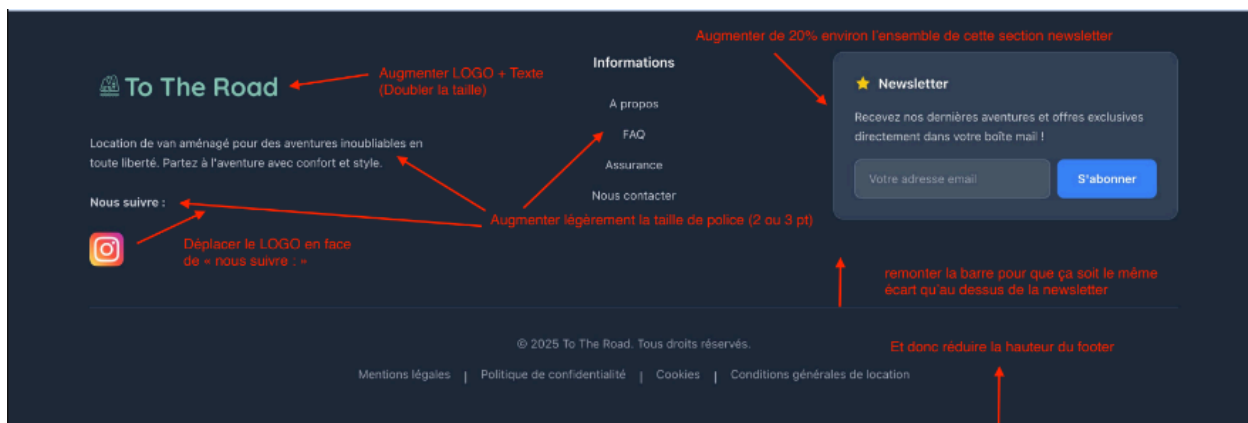 Augmenter de 20% environ l'ensemble de cette section newsletter
To The Road
Augmenter LOGO + Texte
(Doubler la taille)
Location de van aménagé pour des aventures inoubliables en
toute liberté. Partez à l'aventure avec confort et style.
Nous suivre :
Déplacer le LOGO en face
de « nous suivre : »
Informations
A propos
FAQ
Assurance
Nous contacter
Augmenter légèrement la taille de police (2 ou 3 pt)
Newsletter
Recevez nos dernières aventures et offres exclusives
directement dans votre boîte mail !
Votre adresse email
S'abonner
remonter la barre pour que ça soit le même
écart qu'au dessus de la newsletter
© 2025 To The Road. Tous droits réservés.
Et donc réduire la hauteur du footer
Mentions légales | Politique de confidentialité | Cookies | Conditions générales de location